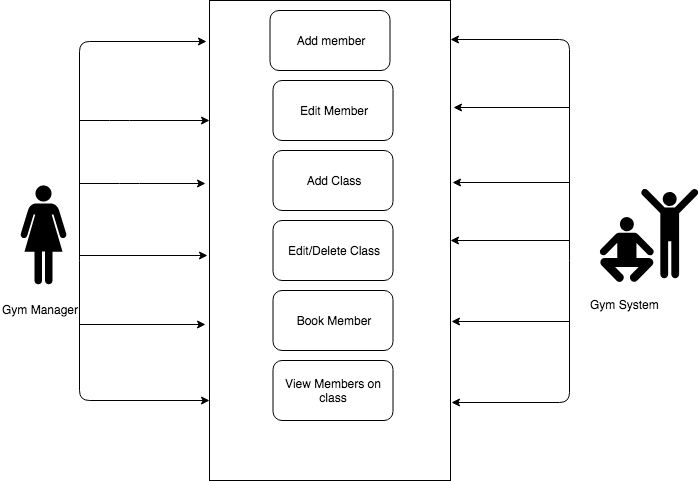 Add member
Edit Member
Add Class
Edit/Delete Class
Gym Manager
Gym System
Book Member
View Members on
class